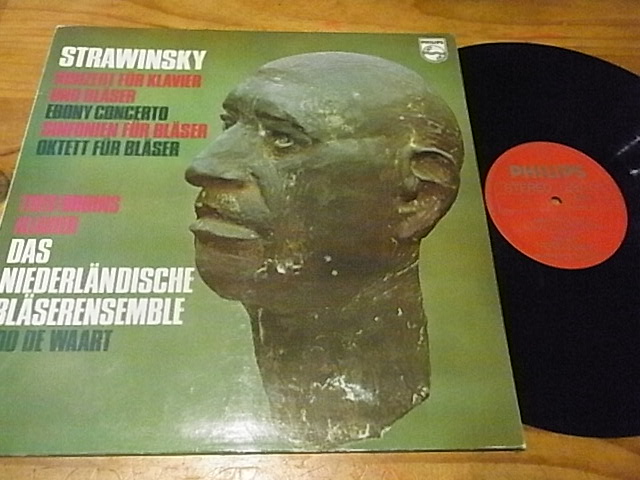 STRAWINSKY
KONZERT FÜR KLAVIER
UND BLÄSER
EBONY CONCERTO
SINFONIEN FÜR BLÄSER
OKTETT FÜR BLÄSER
KLAVIER
DAS
NIEDERLÄNDISCHE
BLÄSERENSEMBLE
DE WAART
PHILIPS
PHILIPS
STEREO